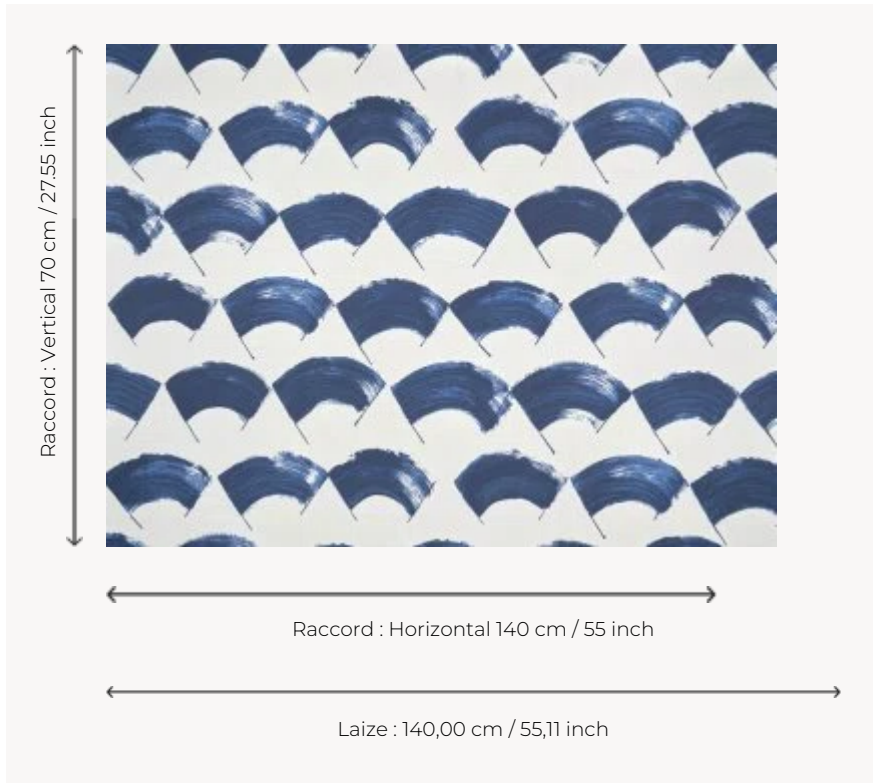 Raccord : Vertical 70 cm / 27.55 inch
Raccord : Horizontal 140 cm / 55 inch
Laize : 140,00 cm / 55,11 inch